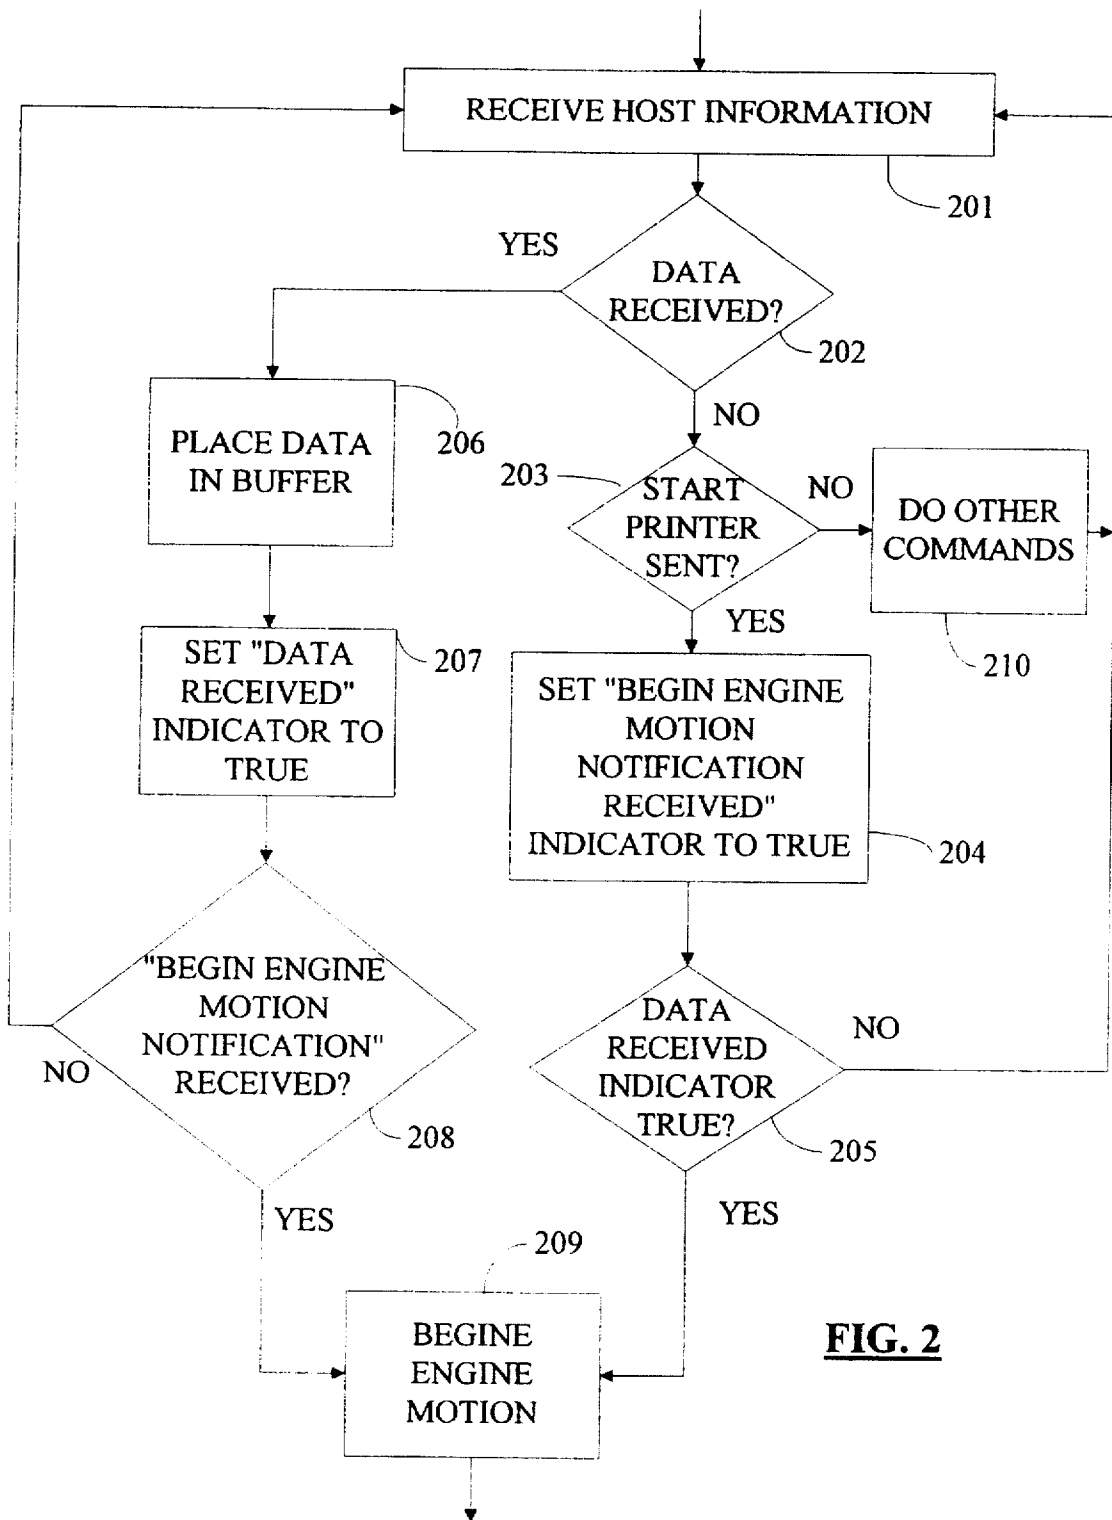 RECEIVE HOST INFORMATION
201
YES
DATA
RECEIVED?
202
NO
206
PLACE DATA
IN BUFFER
203
START
PRINTER
SENT?
NO
DO OTHER
COMMANDS
YES
210
SET "DATA
RECEIVED"
INDICATOR TO
TRUE
207
SET "BEGIN ENGINE
MOTION
NOTIFICATION
RECEIVED"
INDICATOR TO TRUE
204
"BEGIN ENGINE
MOTION
NOTIFICATION"
RECEIVED?
NO
208
YES
DATA
RECEIVED
INDICATOR
TRUE?
NO
205
YES
209
BEGINE
ENGINE
MOTION
FIG. 2